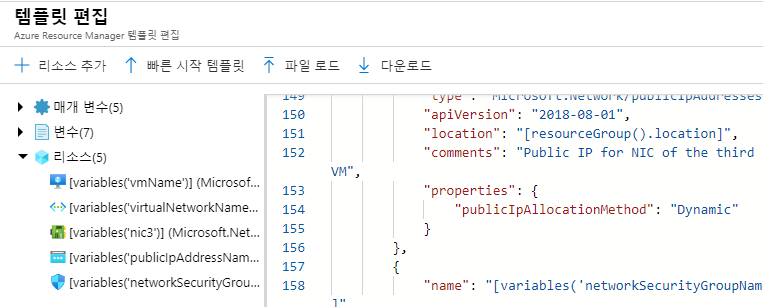 템플릿 편집
Azure Resource Manager 템플릿 편집
리소스 추가
빠른 시작 템플릿
파일 로드
다운로드
매개 변수(5)
변수(7)
리소스(5)
[variables('vmName')] (Microsof...
[variables('virtualNetworkName...
[variables('nic3')] (Microsoft.Net...
[variables('publicIpAddressNam...
[variables('networkSecurityGrou...
149 "type": "Microsoft.Network/publicIpAddresses
150 "apiVersion": "2018-08-01",
151 "location": "[resourceGroup().location]",
152 "comments": "Public IP for NIC of the third
VM",
153 "properties": {
154 "publicIpAllocationMethod": "Dynamic"
155 }
156 },
157 {
158 "name": "[variables('networkSecurityGroupNam
]"